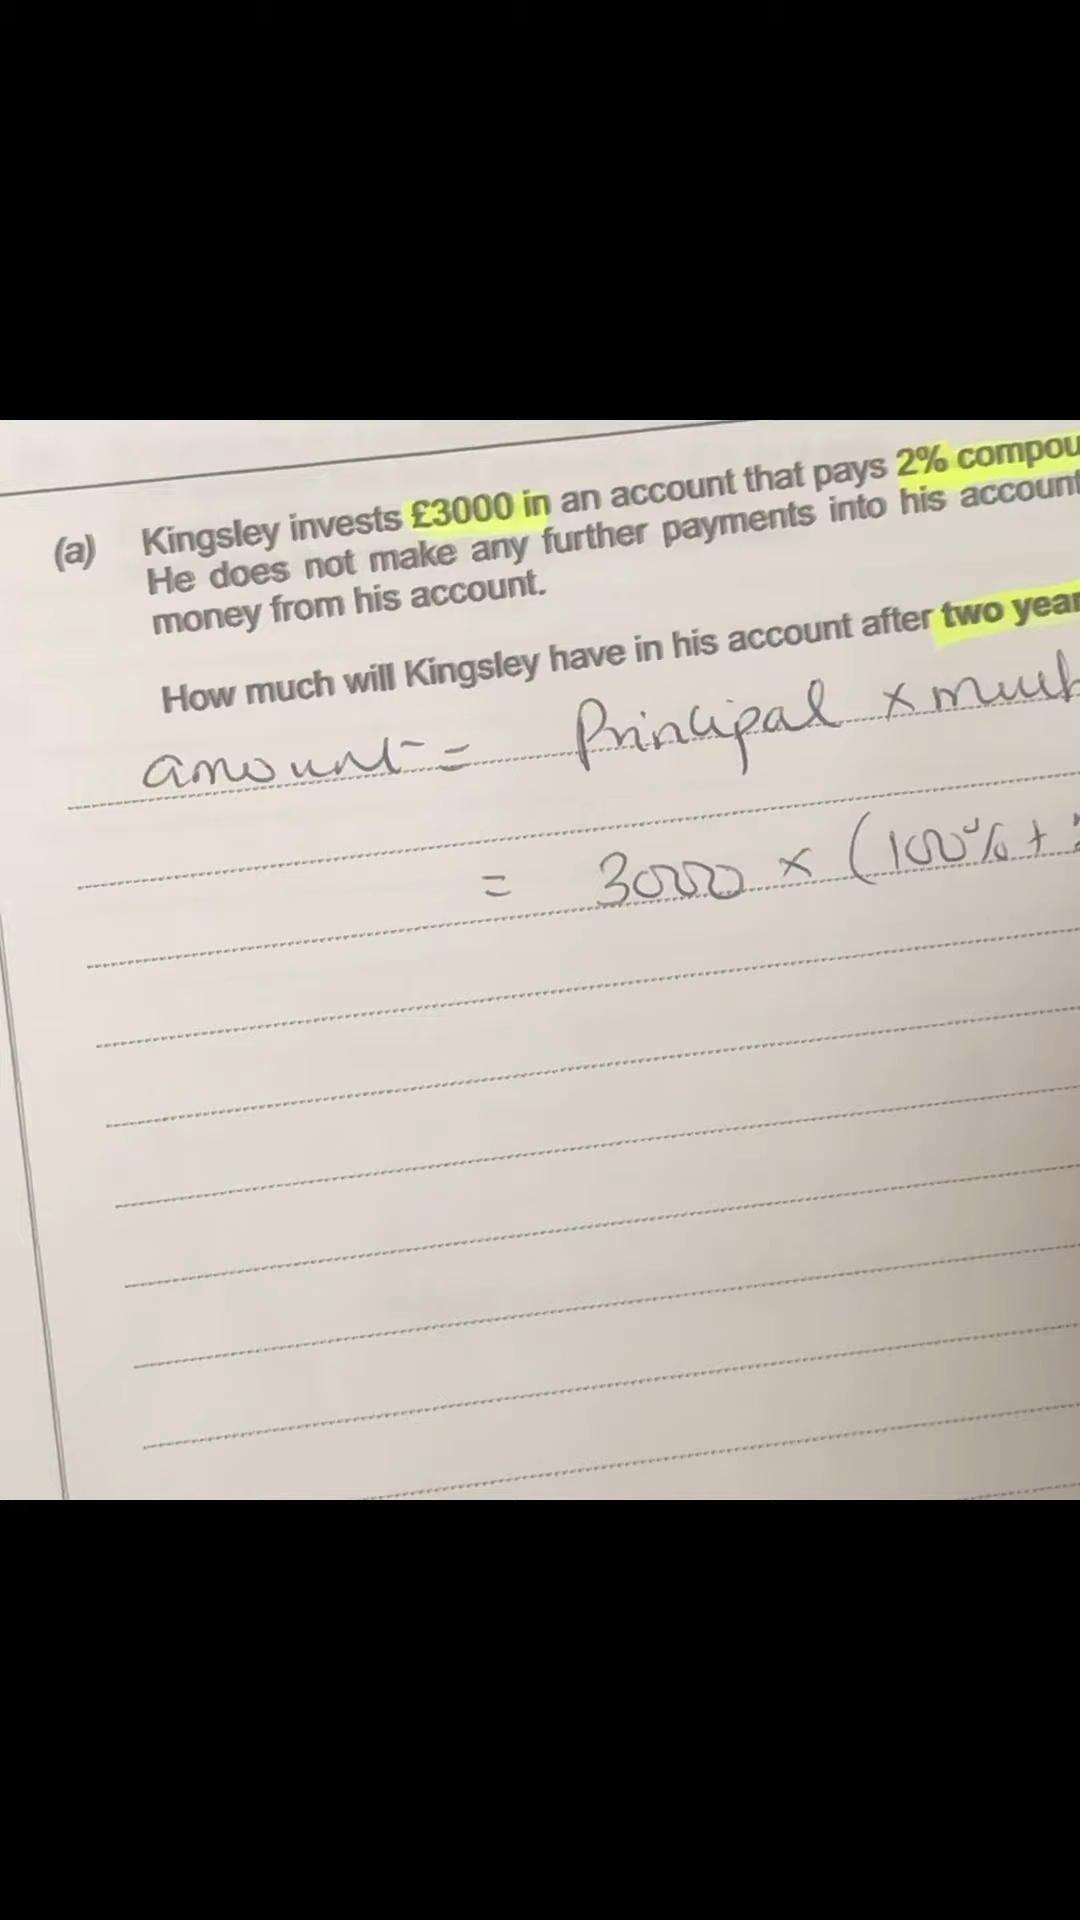 (a) Kingsley invests £3000 in an account that pays 2% compou
He does not make any further payments into his account
money from his account.
How much will Kingsley have in his account after two year
amount = Principal ×
= 3000 × (100% +